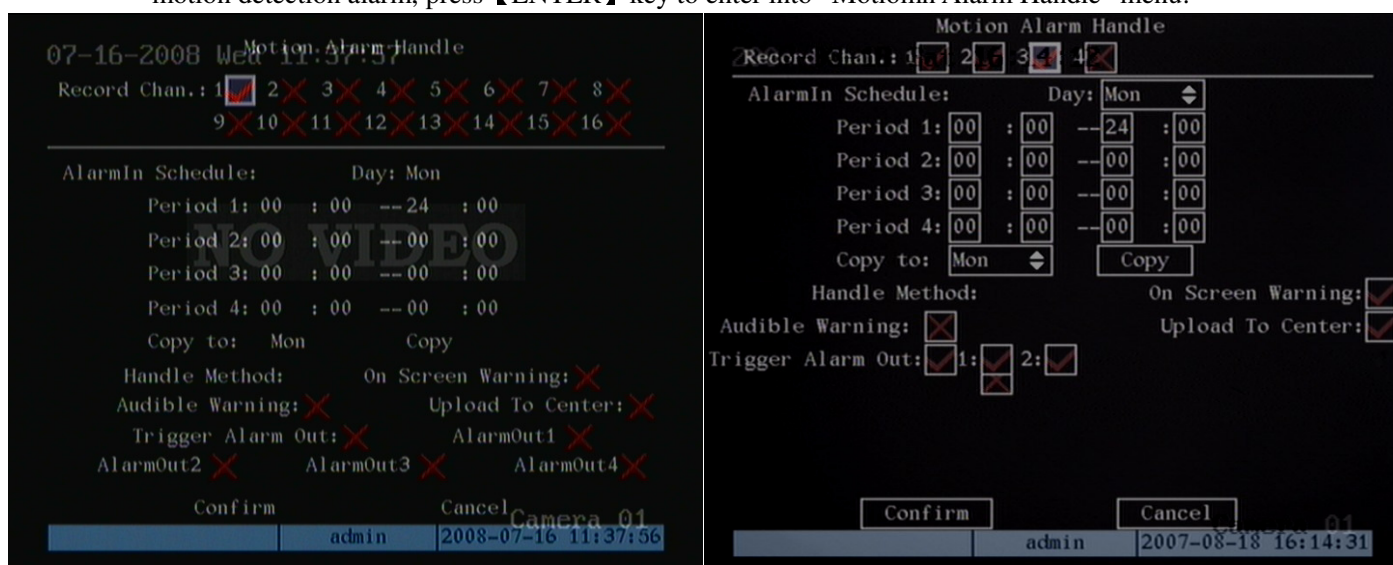 motion detection alarm, press 【ENTER】 key to enter into "Motionin Alarm Handle" menu:
Motion Alarm Handle
07-16-2008 Wed 11:37:57
Record Chan.: 1 2 3 4 5 6 7 8
9 10 11 12 13 14 15 16
AlarmIn Schedule: Day: Mon
Period 1: 00 : 00 -- 24 : 00
NO VIDEO
Period 2: 00 : 00 -- 00 : 00
Period 3: 00 : 00 -- 00 : 00
Period 4: 00 : 00 -- 00 : 00
Copy to: Mon Copy
Handle Method: On Screen Warning:
Audible Warning: Upload To Center:
Trigger Alarm Out: AlarmOut1
AlarmOut2 AlarmOut3 AlarmOut4
Confirm Cancel
Camera 01
admin 2008-07-16 11:37:56
Motion Alarm Handle
Record Chan.: 1 2 3 4
AlarmIn Schedule: Day: Mon
Period 1: 00 : 00 --24 : 00
Period 2: 00 : 00 --00 : 00
Period 3: 00 : 00 --00 : 00
Period 4: 00 : 00 --00 : 00
Copy to: Mon Copy
Handle Method: On Screen Warning:
Audible Warning: Upload To Center:
Trigger Alarm Out: 1: 2:
Confirm Cancel
01
admin 2007-08-18 16:14:31